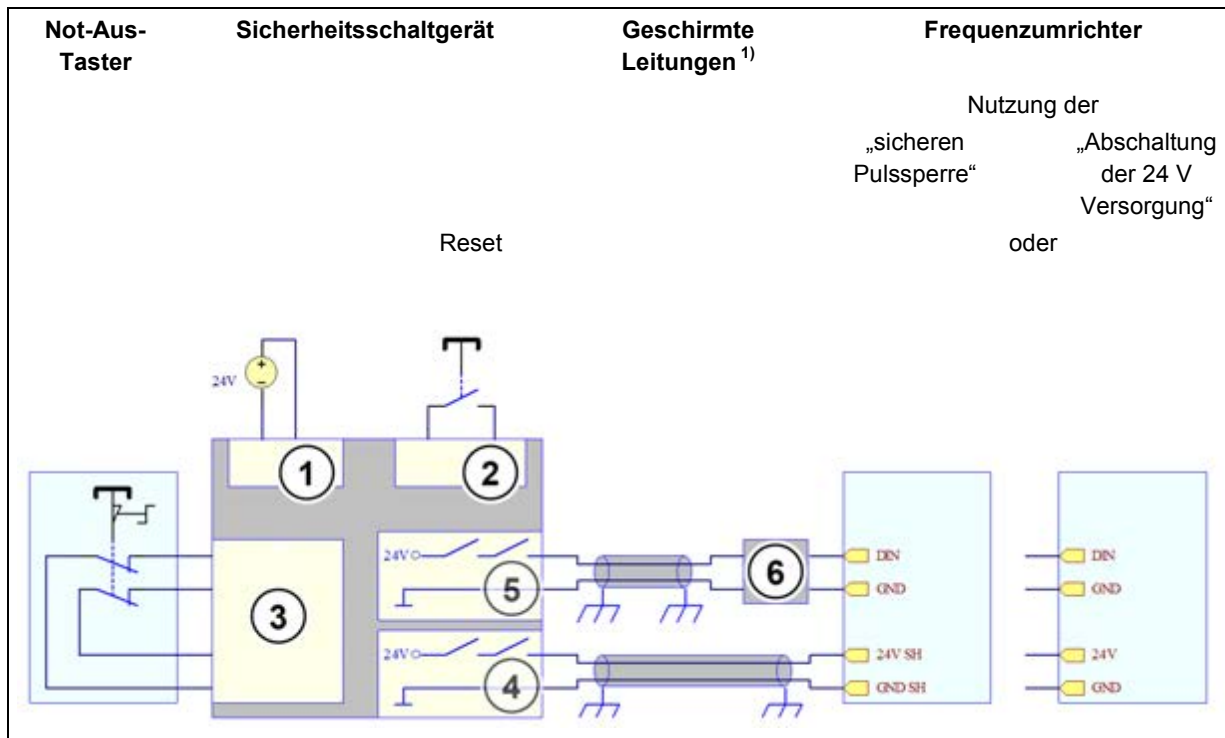 Not-Aus-
Taster
Sicherheitsschaltgerät
Geschirmte
Leitungen 1)
Frequenzumrichter
Nutzung der
„sicheren
Pulssperre“
„Abschaltung
der 24 V
Versorgung“
Reset
oder
24V
+
−
1
2
3
24V
5
24V
4
6
DIN
GND
24V SH
GND SH
DIN
GND
24V
GND